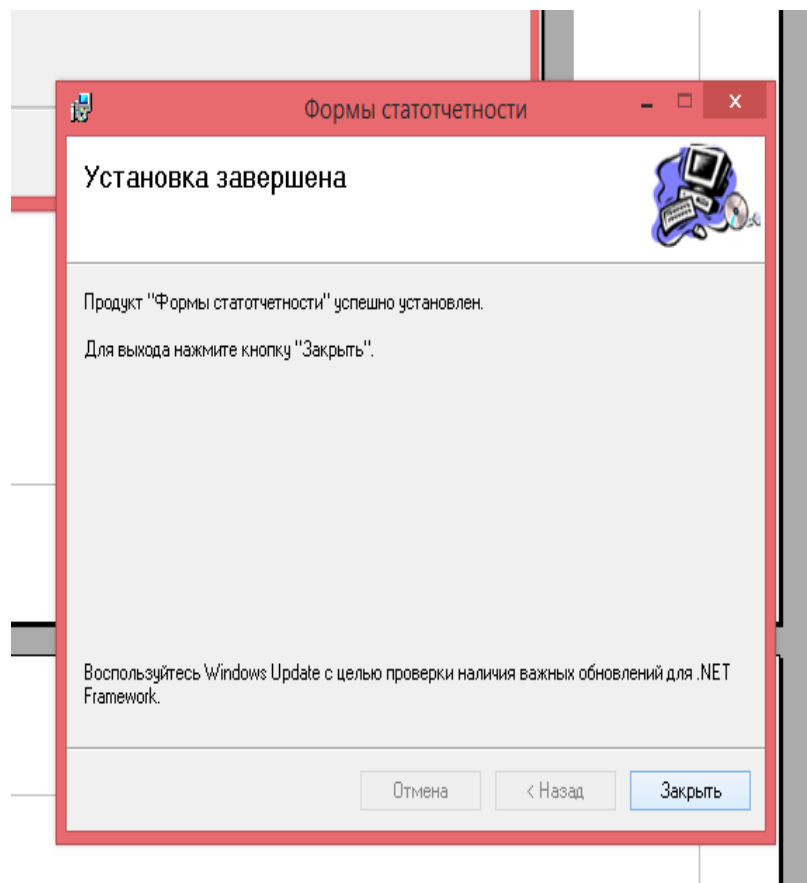 Формы статотчетности
Установка завершена
Продукт "Формы статотчетности" успешно установлен.
Для выхода нажмите кнопку "Закрыть".
Воспользуйтесь Windows Update с целью проверки наличия важных обновлений для .NET
Framework.
Отмена
< Назад
Закрыть